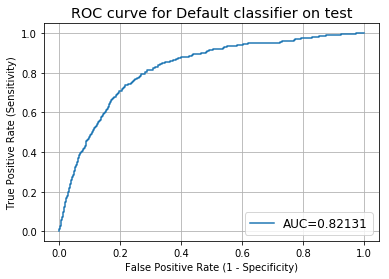 ROC curve for Default classifier on test
True Positive Rate (Sensitivity)
1.0
0.8
0.6
0.4
0.2
0.0
AUC=0.82131
0.0 0.2 0.4 0.6 0.8 1.0
False Positive Rate (1 - Specificity)